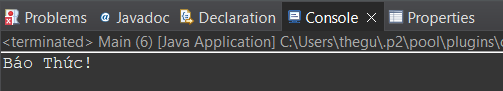 Problems Javadoc Declaration Console Properties
<terminated> Main (6) [Java Application] C:\Users\thegu\.p2\pool\plugins\
Báo Thức!